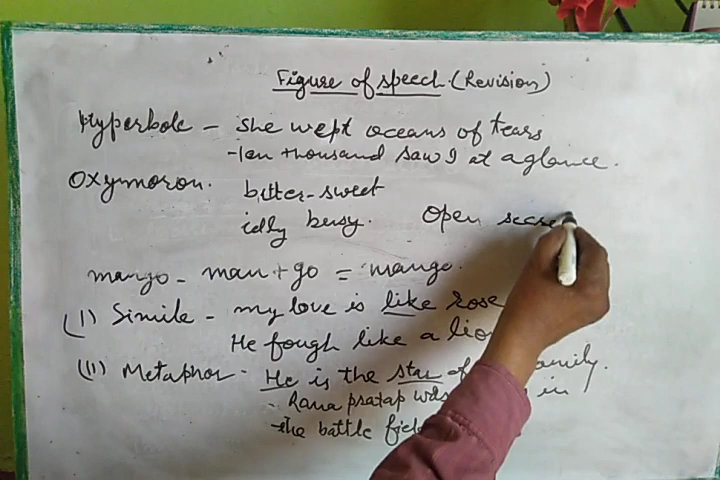 Figure of speech. (Revision)
Hyperbole - she wept oceans of tears
-Ten thousand saw I at a glance.
Oxymoron. bitter-sweet
idly busy. Open secre
mango - man + go = mango.
(I) Simile - my love is like rose
He fough like a lio
(II) Metaphor - He is the star of family.
- Rana pratap was in
the battle fiel